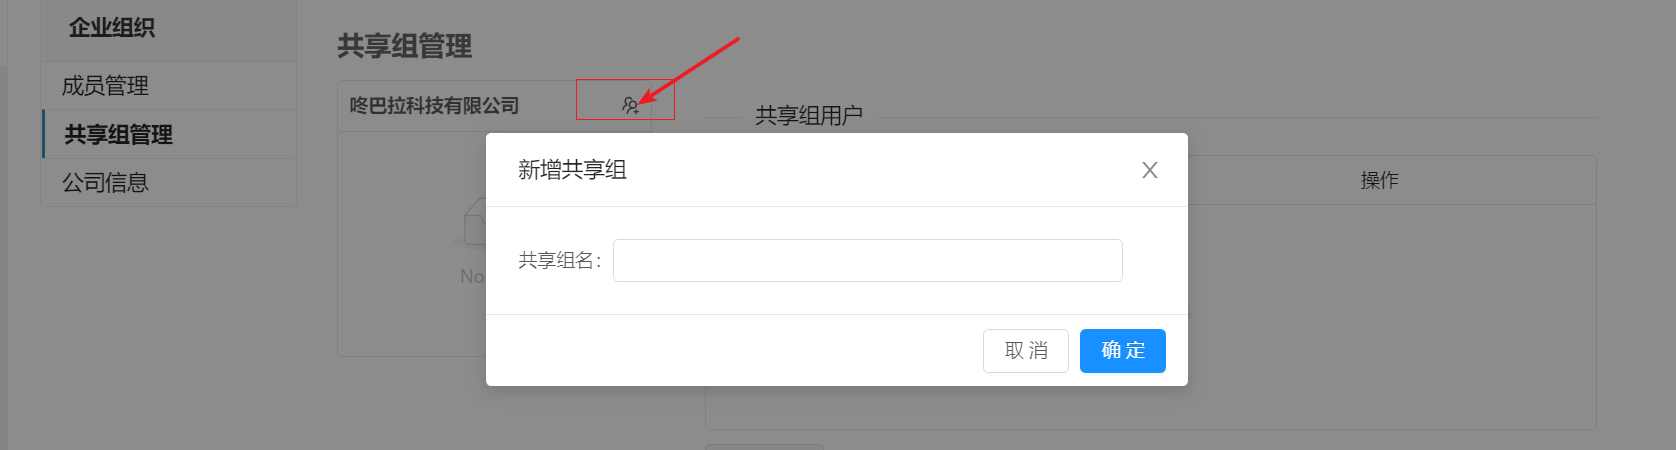 企业组织
成员管理
共享组管理
公司信息
共享组管理
咚巴拉科技有限公司
No
共享组用户
操作
新增共享组
共享组名：
取 消
确 定